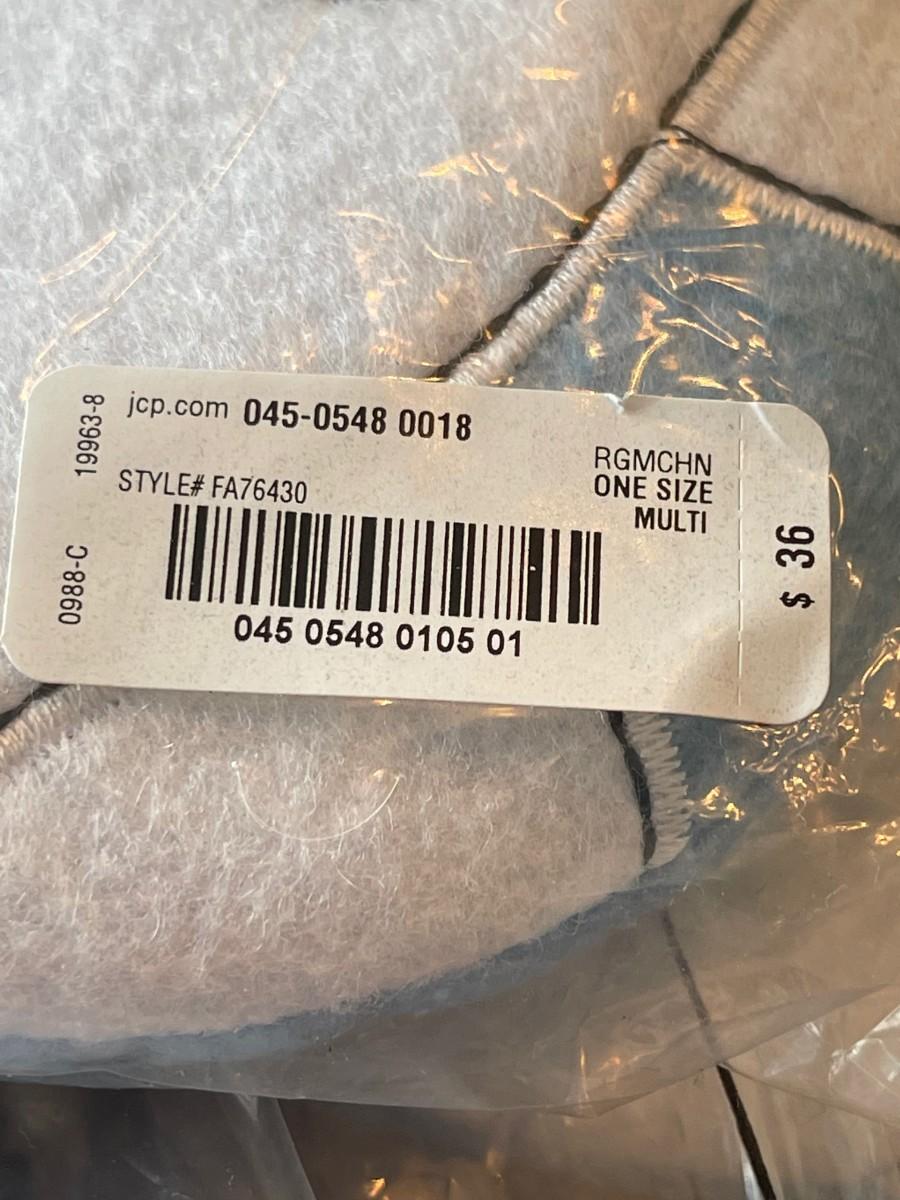 jcp.com 045-0548 0018
19963-8
0988-C
STYLE# FA76430
RGMCHN
ONE SIZE
MULTI
045 0548 0105 01
$ 36